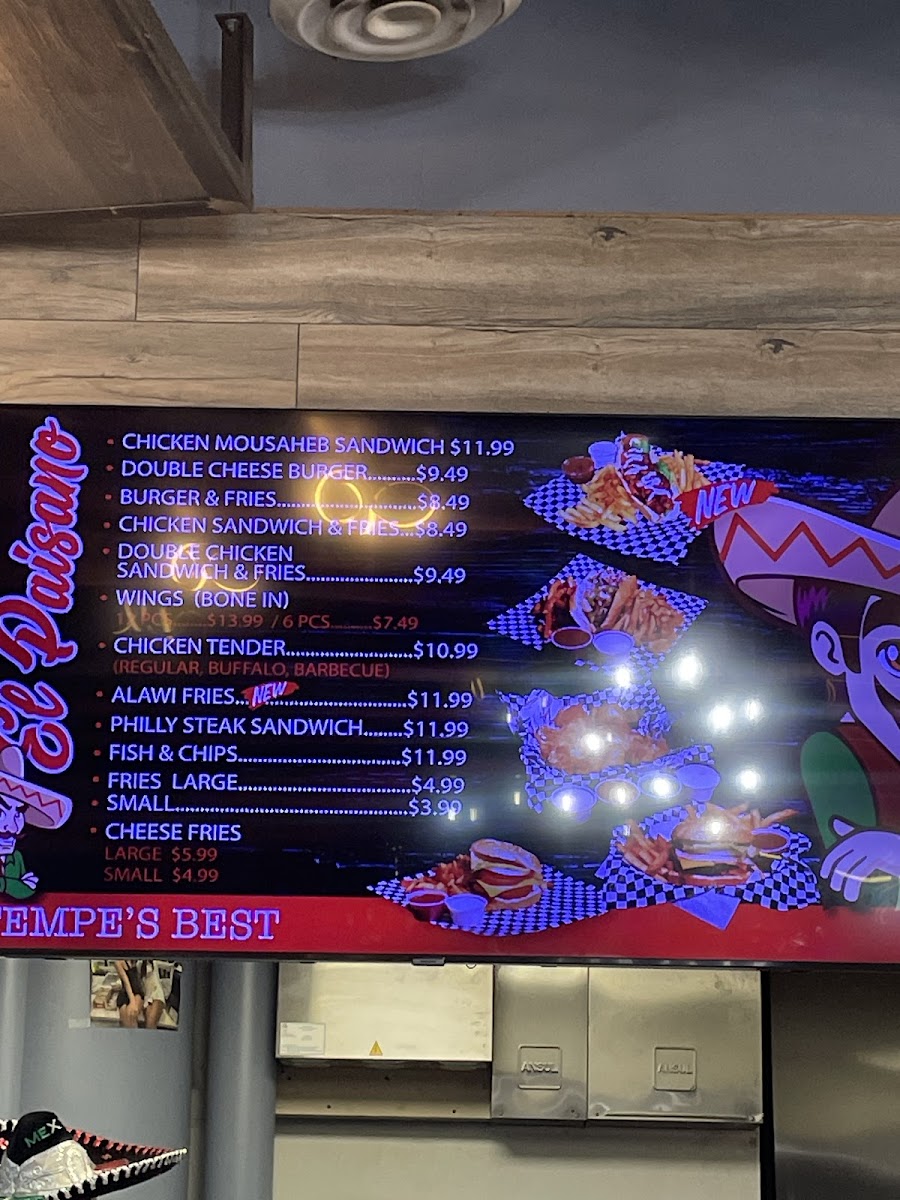 El Paisano
CHICKEN MOUSAHEB SANDWICH $11.99
DOUBLE CHEESE BURGER..........$9.49
BURGER & FRIES..............................$8.49
CHICKEN SANDWICH & FRIES...$8.49
DOUBLE CHICKEN
SANDWICH & FRIES.......................$9.49
WINGS (BONE IN)
PCS.........$13.99 / 6 PCS..........$7.49
CHICKEN TENDER...........................$10.99
(REGULAR, BUFFALO, BARBECUE)
ALAWI FRIES...NEW..............................$11.99
PHILLY STEAK SANDWICH........$11.99
FISH & CHIPS...................................$11.99
FRIES LARGE.....................................$4.99
SMALL..................................................$3.99
CHEESE FRIES
LARGE $5.99
SMALL $4.99
NEW
TEMPE'S BEST
ANSUL
ANSUL
MEX